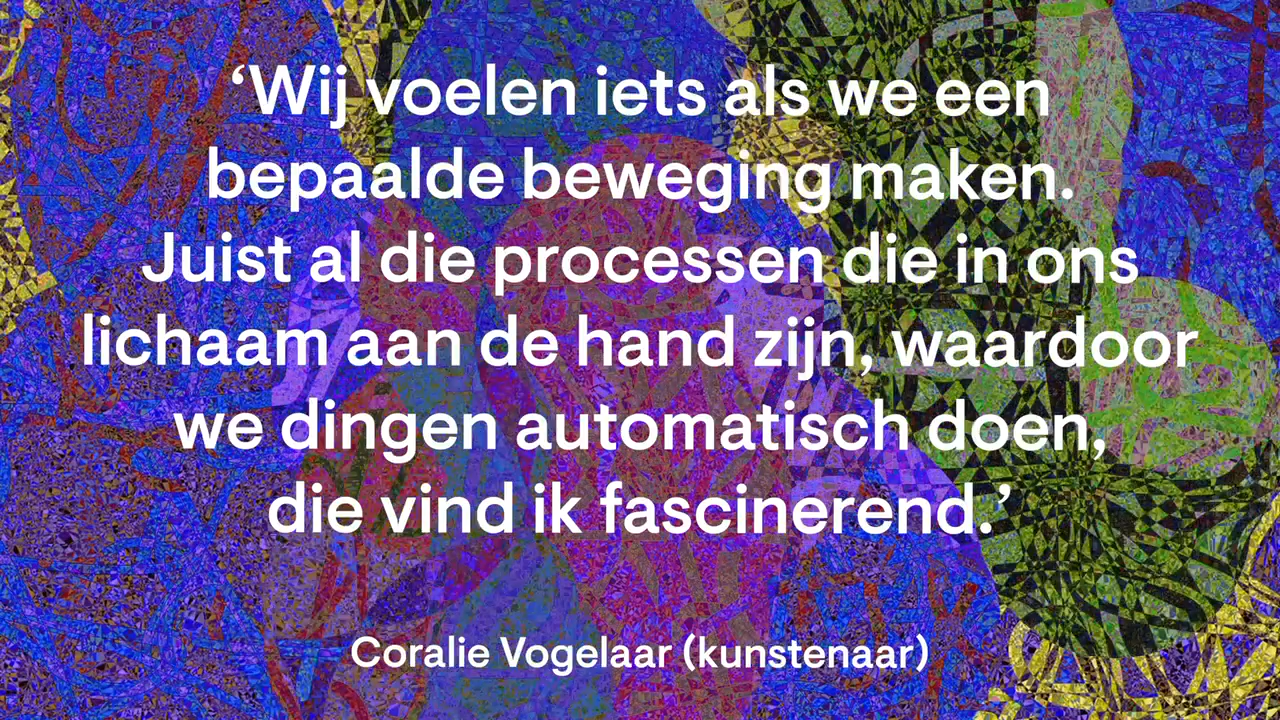 ‘Wij voelen iets als we een
bepaalde beweging maken.
Juist al die processen die in ons
lichaam aan de hand zijn, waardoor
we dingen automatisch doen,
die vind ik fascinerend.’
Coralie Vogelaar (kunstenaar)